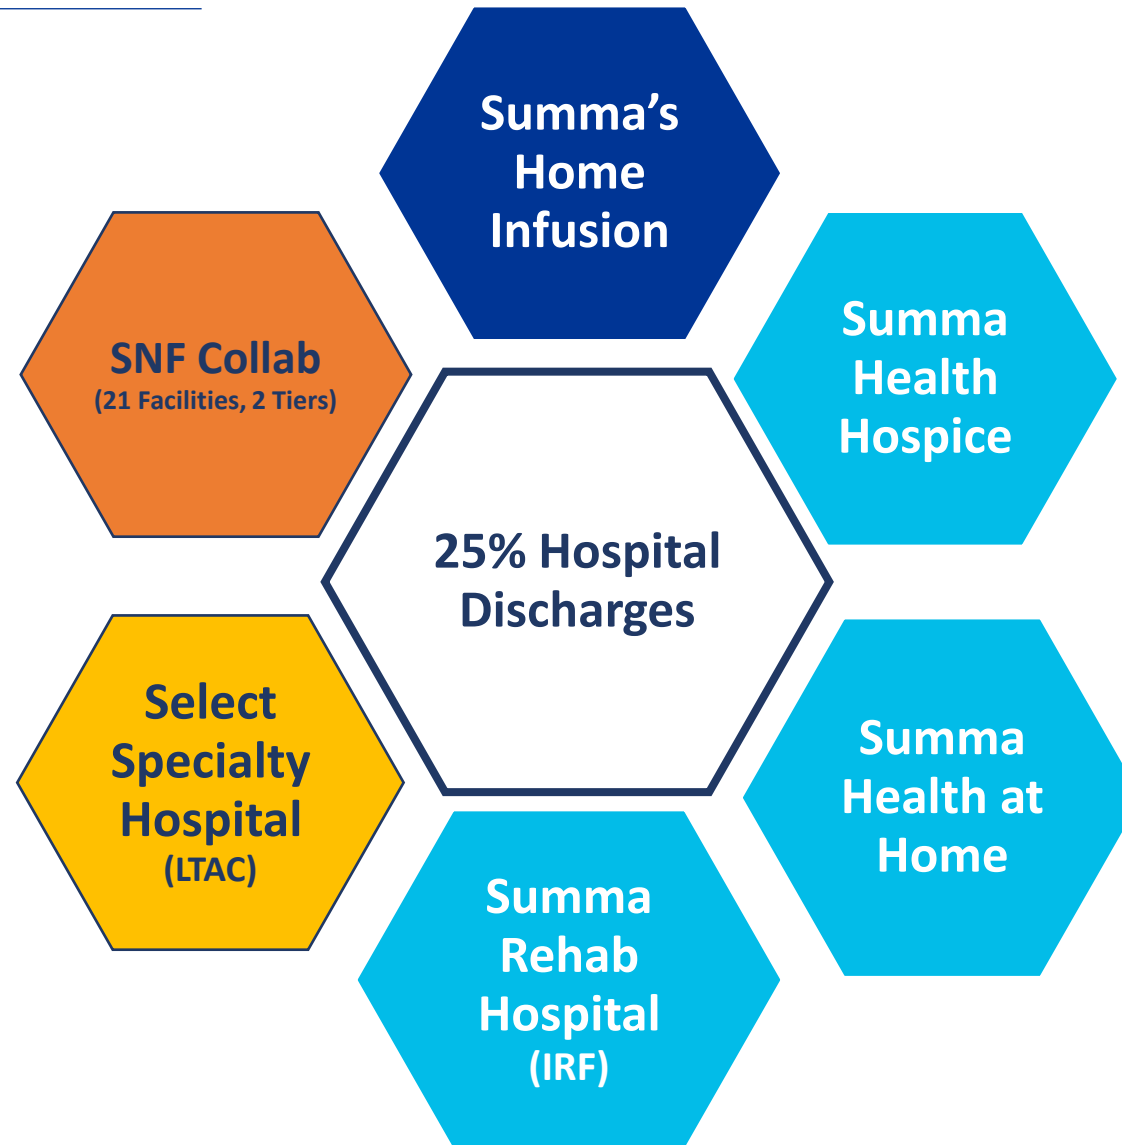 Summa’s
Home
Infusion
SNF Collab
(21 Facilities, 2 Tiers)
Summa
Health
Hospice
25% Hospital
Discharges
Select
Specialty
Hospital
(LTAC)
Summa
Health at
Home
Summa
Rehab
Hospital
(IRF)